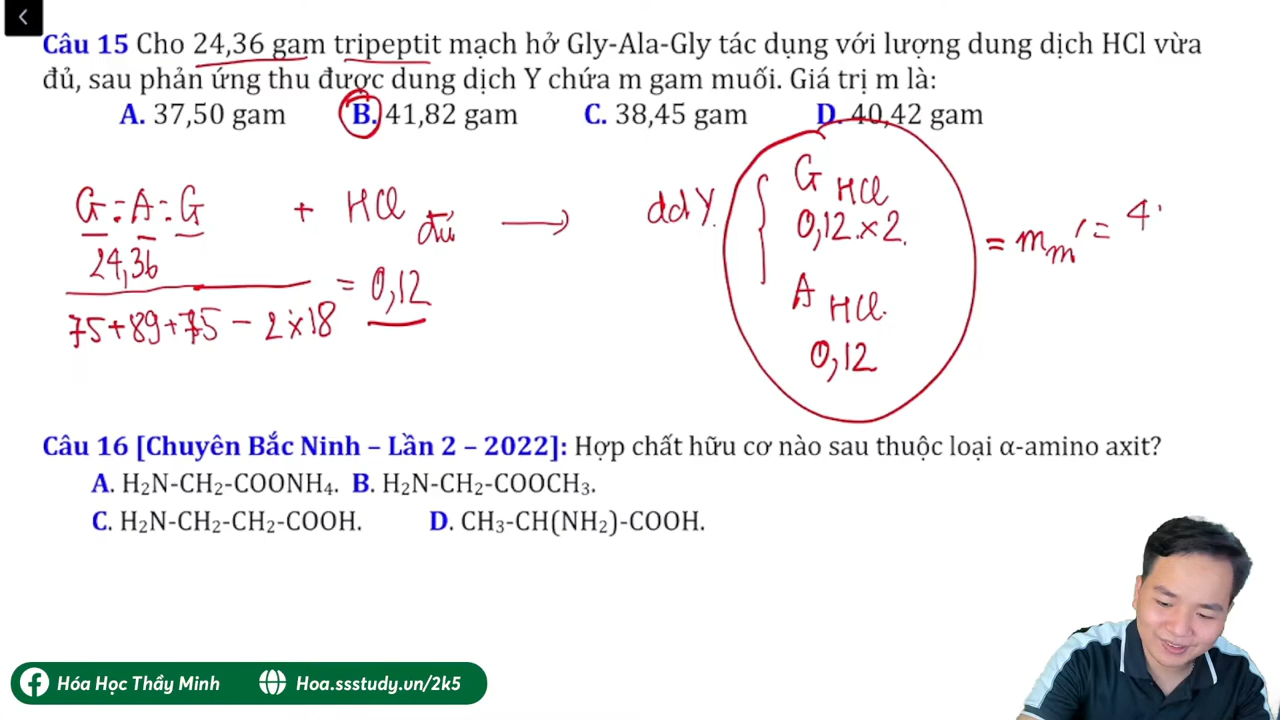 Câu 15 Cho 24,36 gam tripeptit mạch hở Gly-Ala-Gly tác dụng với lượng dung dịch HCl vừa
đủ, sau phản ứng thu được dung dịch Y chứa m gam muối. Giá trị m là:
A. 37,50 gam B. 41,82 gam C. 38,45 gam D. 40,42 gam
G - A - G + HCl đủ → dd Y.
24,36
75+89+75 - 2×18
= 0,12
G HCl
0,12 × 2.
A HCl.
0,12
= m m' = 4
Câu 16 [Chuyên Bắc Ninh – Lần 2 – 2022]: Hợp chất hữu cơ nào sau thuộc loại α-amino axit?
A. H₂N-CH₂-COONH₄. B. H₂N-CH₂-COOCH₃.
C. H₂N-CH₂-CH₂-COOH. D. CH₃-CH(NH₂)-COOH.
Hóa Học Thầy Minh Hoa.ssstudy.vn/2k5